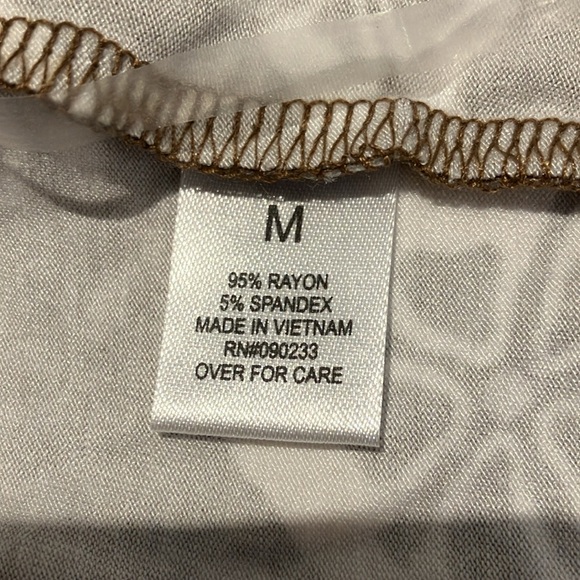 M
95% RAYON
5% SPANDEX
MADE IN VIETNAM
RN#090233
OVER FOR CARE